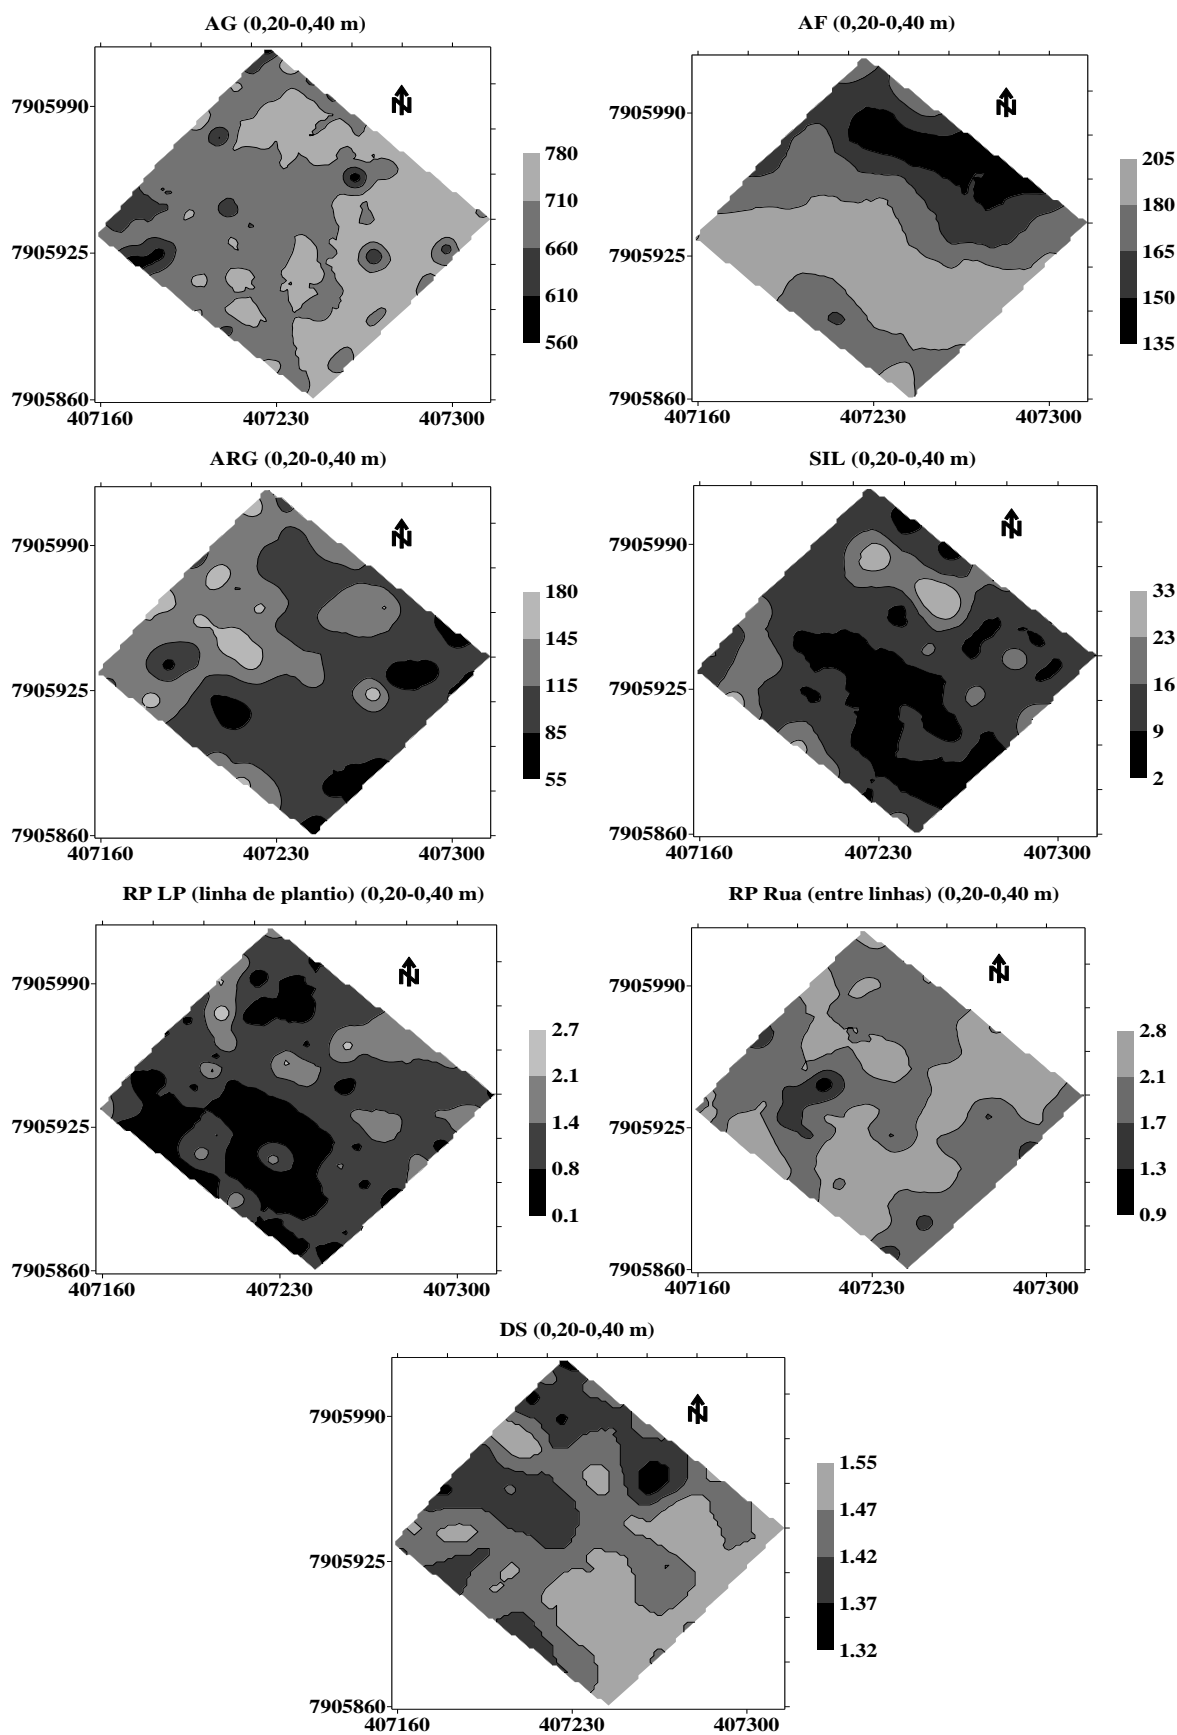 AG (0,20-0,40 m)
7905990
7905925
7905860
407160 407230 407300
780
710
660
610
560
N
AF (0,20-0,40 m)
7905990
7905925
7905860
407160 407230 407300
205
180
165
150
135
N
ARG (0,20-0,40 m)
7905990
7905925
7905860
407160 407230 407300
180
145
115
85
55
N
SIL (0,20-0,40 m)
7905990
7905925
7905860
407160 407230 407300
33
23
16
9
2
N
RP LP (linha de plantio) (0,20-0,40 m)
7905990
7905925
7905860
407160 407230 407300
2.7
2.1
1.4
0.8
0.1
N
RP Rua (entre linhas) (0,20-0,40 m)
7905990
7905925
7905860
407160 407230 407300
2.8
2.1
1.7
1.3
0.9
N
DS (0,20-0,40 m)
7905990
7905925
7905860
407160 407230 407300
1.55
1.47
1.42
1.37
1.32
N